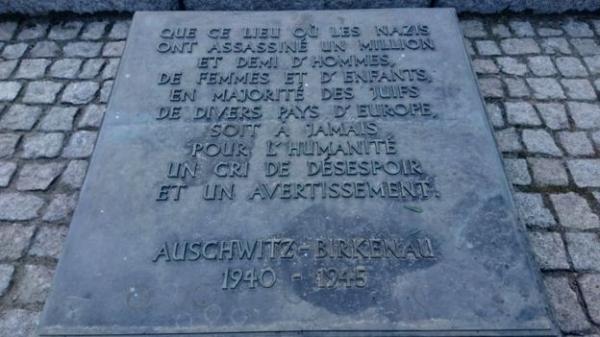 QUE CE LIEU OÙ LES NAZIS
ONT ASSASSINÉ UN MILLION
ET DEMI D'HOMMES,
DE FEMMES ET D'ENFANTS,
EN MAJORITÉ DES JUIFS
DE DIVERS PAYS D'EUROPE,
SOIT A JAMAIS
POUR L'HUMANITÉ
UN CRI DE DÉSESPOIR
ET UN AVERTISSEMENT.
AUSCHWITZ-BIRKENAU
1940 - 1945